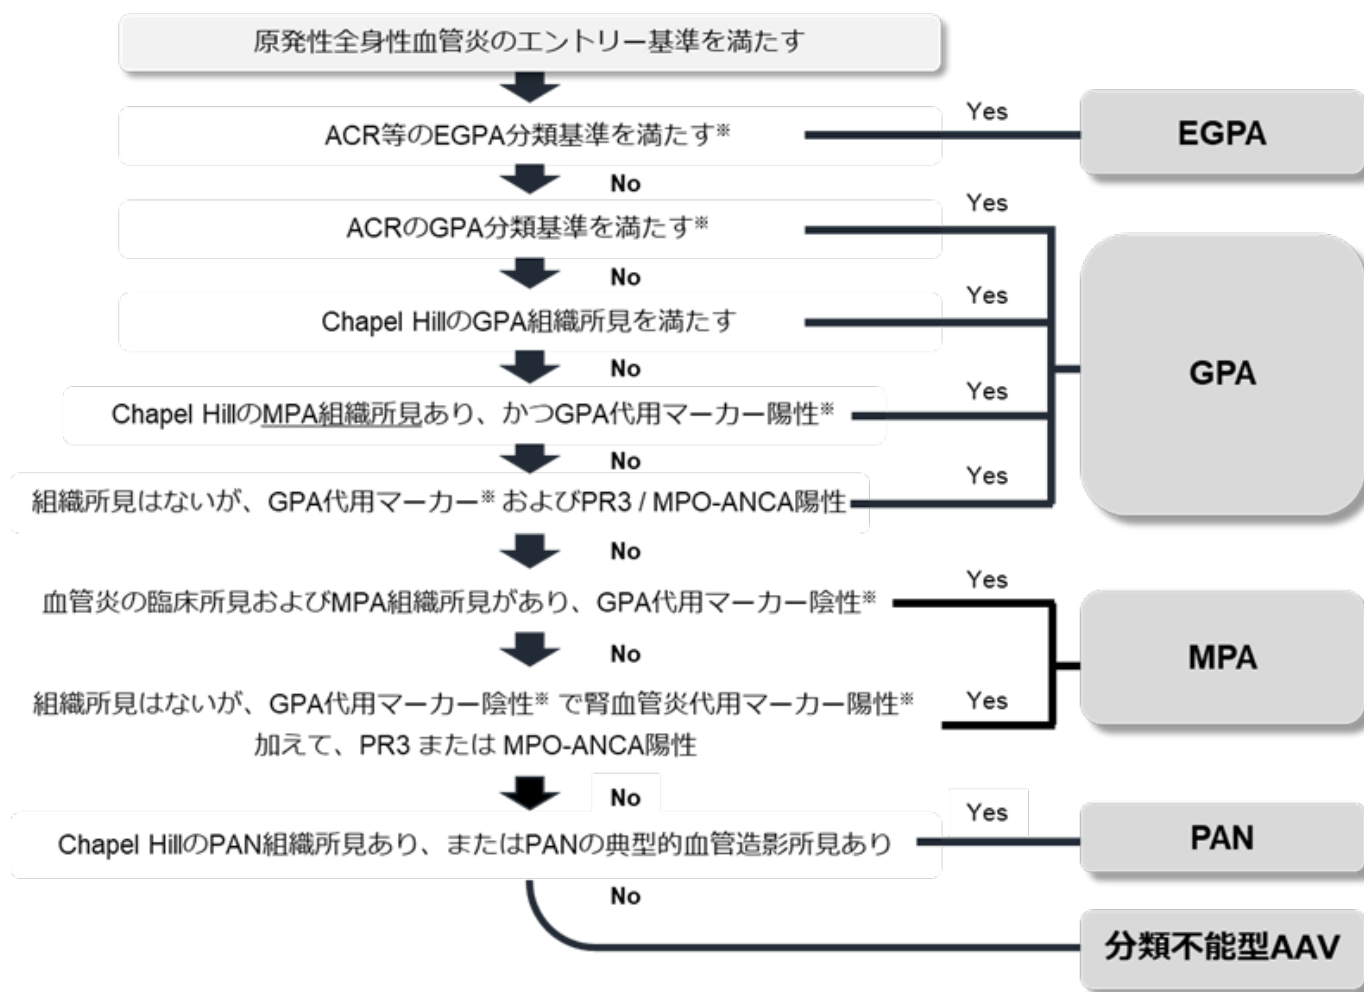 原発性全身性血管炎のエントリー基準を満たす
ACR等のEGPA分類基準を満たす※
Yes
EGPA
No
ACRのGPA分類基準を満たす※
Yes
No
Chapel HillのGPA組織所見を満たす
Yes
GPA
No
Chapel HillのMPA組織所見あり、かつGPA代用マーカー陽性※
Yes
No
組織所見はないが、GPA代用マーカー※ およびPR3 / MPO-ANCA陽性
Yes
No
血管炎の臨床所見およびMPA組織所見があり、GPA代用マーカー陰性※
Yes
MPA
No
組織所見はないが、GPA代用マーカー陰性※ で腎血管炎代用マーカー陽性※
加えて、PR3 または MPO-ANCA陽性
Yes
No
Chapel HillのPAN組織所見あり、またはPANの典型的血管造影所見あり
Yes
PAN
No
分類不能型AAV